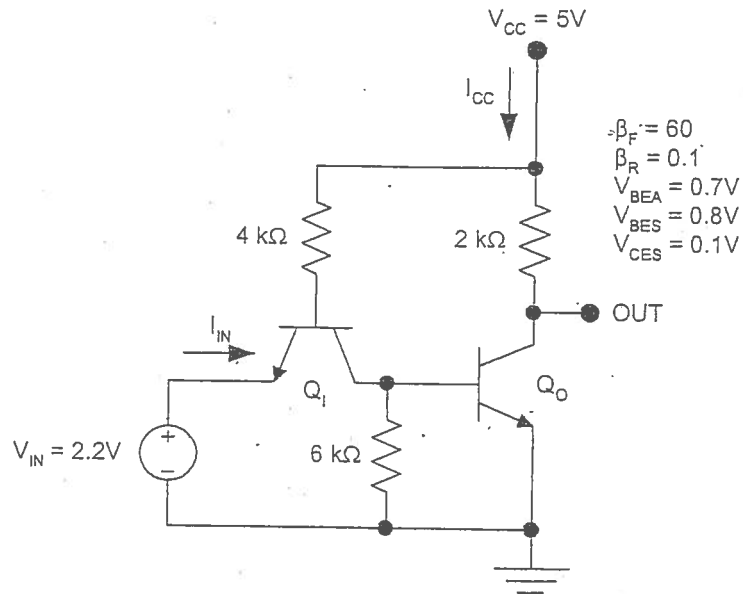 V_CC = 5V
I_CC
β_F = 60
β_R = 0.1
V_BEA = 0.7V
V_BES = 0.8V
V_CES = 0.1V
4 kΩ
2 kΩ
OUT
I_IN
Q_I
Q_O
V_IN = 2.2V
+
−
6 kΩ